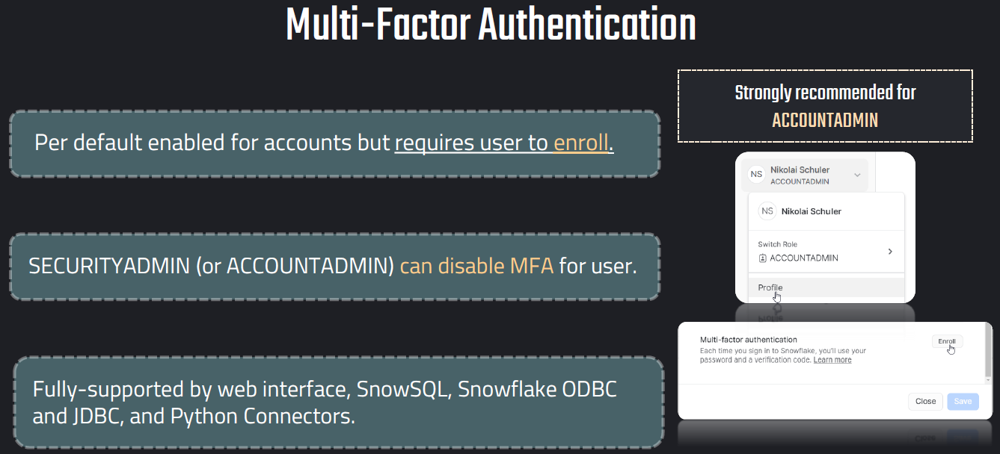 Multi-Factor Authentication
Per default enabled for accounts but requires user to enroll.
SECURITYADMIN (or ACCOUNTADMIN) can disable MFA for user.
Fully-supported by web interface, SnowSQL, Snowflake ODBC
and JDBC, and Python Connectors.
Strongly recommended for
ACCOUNTADMIN
NS
Nikolai Schuler
ACCOUNTADMIN
NS Nikolai Schuler
Switch Role
ACCOUNTADMIN
Profile
Multi-factor authentication
Each time you sign in to Snowflake, you'll use your
password and a verification code. Learn more
Enroll
Close
Save